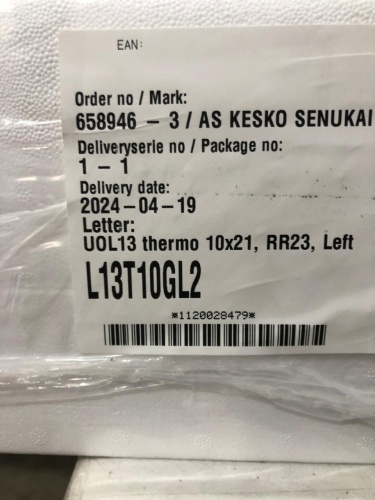 EAN:
Order no / Mark:
658946 - 3 / AS KESKO SENUKAI
Deliveryserie no / Package no:
1 - 1
Delivery date:
2024-04-19
Letter:
UOL13 thermo 10x21, RR23, Left
L13T10GL2
*1120028479*